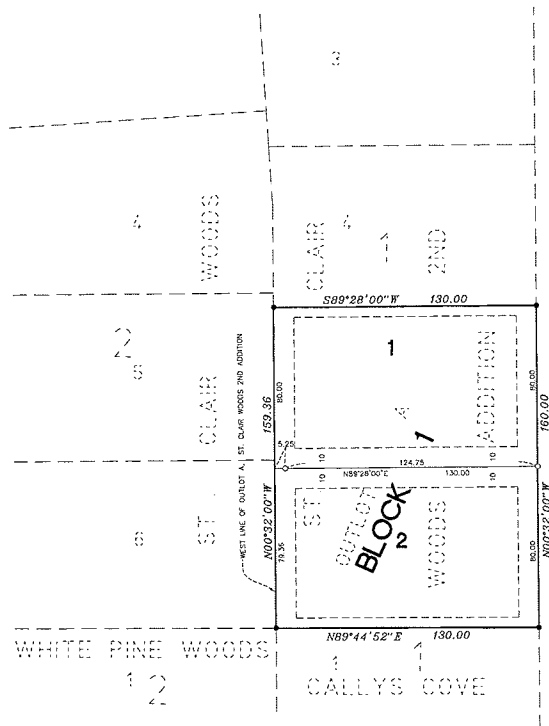 3
4
WOODS
CLAIR
4
1
2ND
S89°28'00"W 130.00
2
5
CLAIR
WEST LINE OF OUTLOT A, ST. CLAIR WOODS 2ND ADDITION
80.00
159.36
1
A
1
ADDITION
80.00
160.00
5.25
10
10
124.75
N89°28'00"E 130.00
10
10
6
ST
N00°32'00"W
79.36
ST
OUTLOT
BLOCK
2
WOODS
80.00
N00°32'00"W
N89°44'52"E 130.00
WHITE PINE WOODS
1
2
1
1
CALLYS COVE